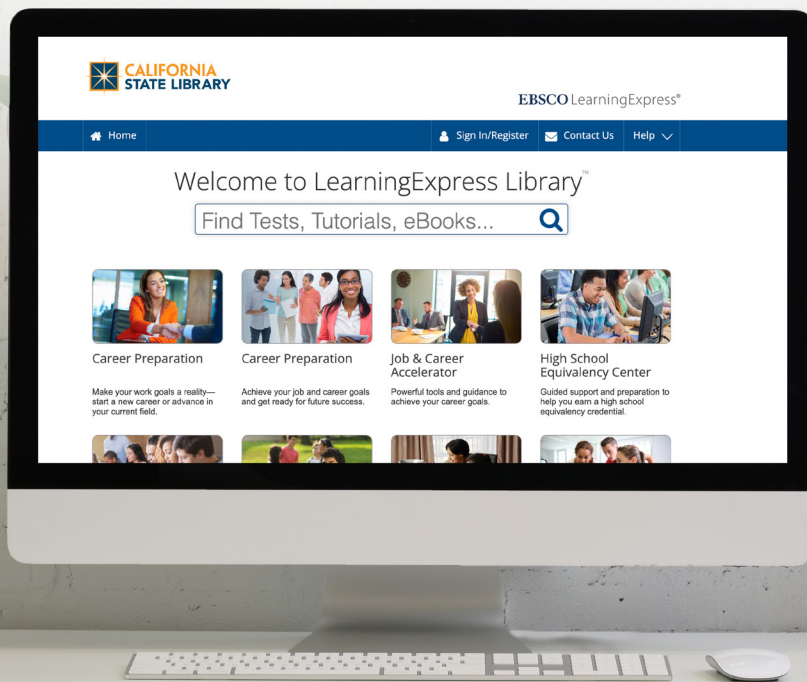 CALIFORNIA
STATE LIBRARY
EBSCO LearningExpress®
Home
Sign In/Register
Contact Us
Help
Welcome to LearningExpress Library™
Find Tests, Tutorials, eBooks...
Career Preparation
Make your work goals a reality—
start a new career or advance in
your current field.
Career Preparation
Achieve your job and career goals
and get ready for future success.
Job & Career
Accelerator
Powerful tools and guidance to
achieve your career goals.
High School
Equivalency Center
Guided support and preparation to
help you earn a high school
equivalency credential.